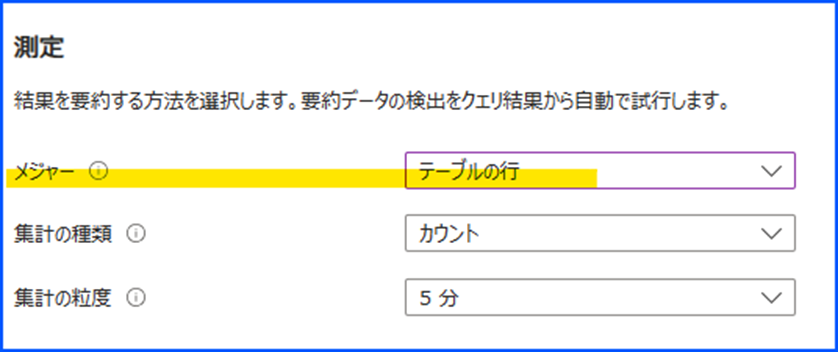 測定
結果を要約する方法を選択します。要約データの検出をクエリ結果から自動で試行します。
メジャー テーブルの行
集計の種類 カウント
集計の粒度 5 分